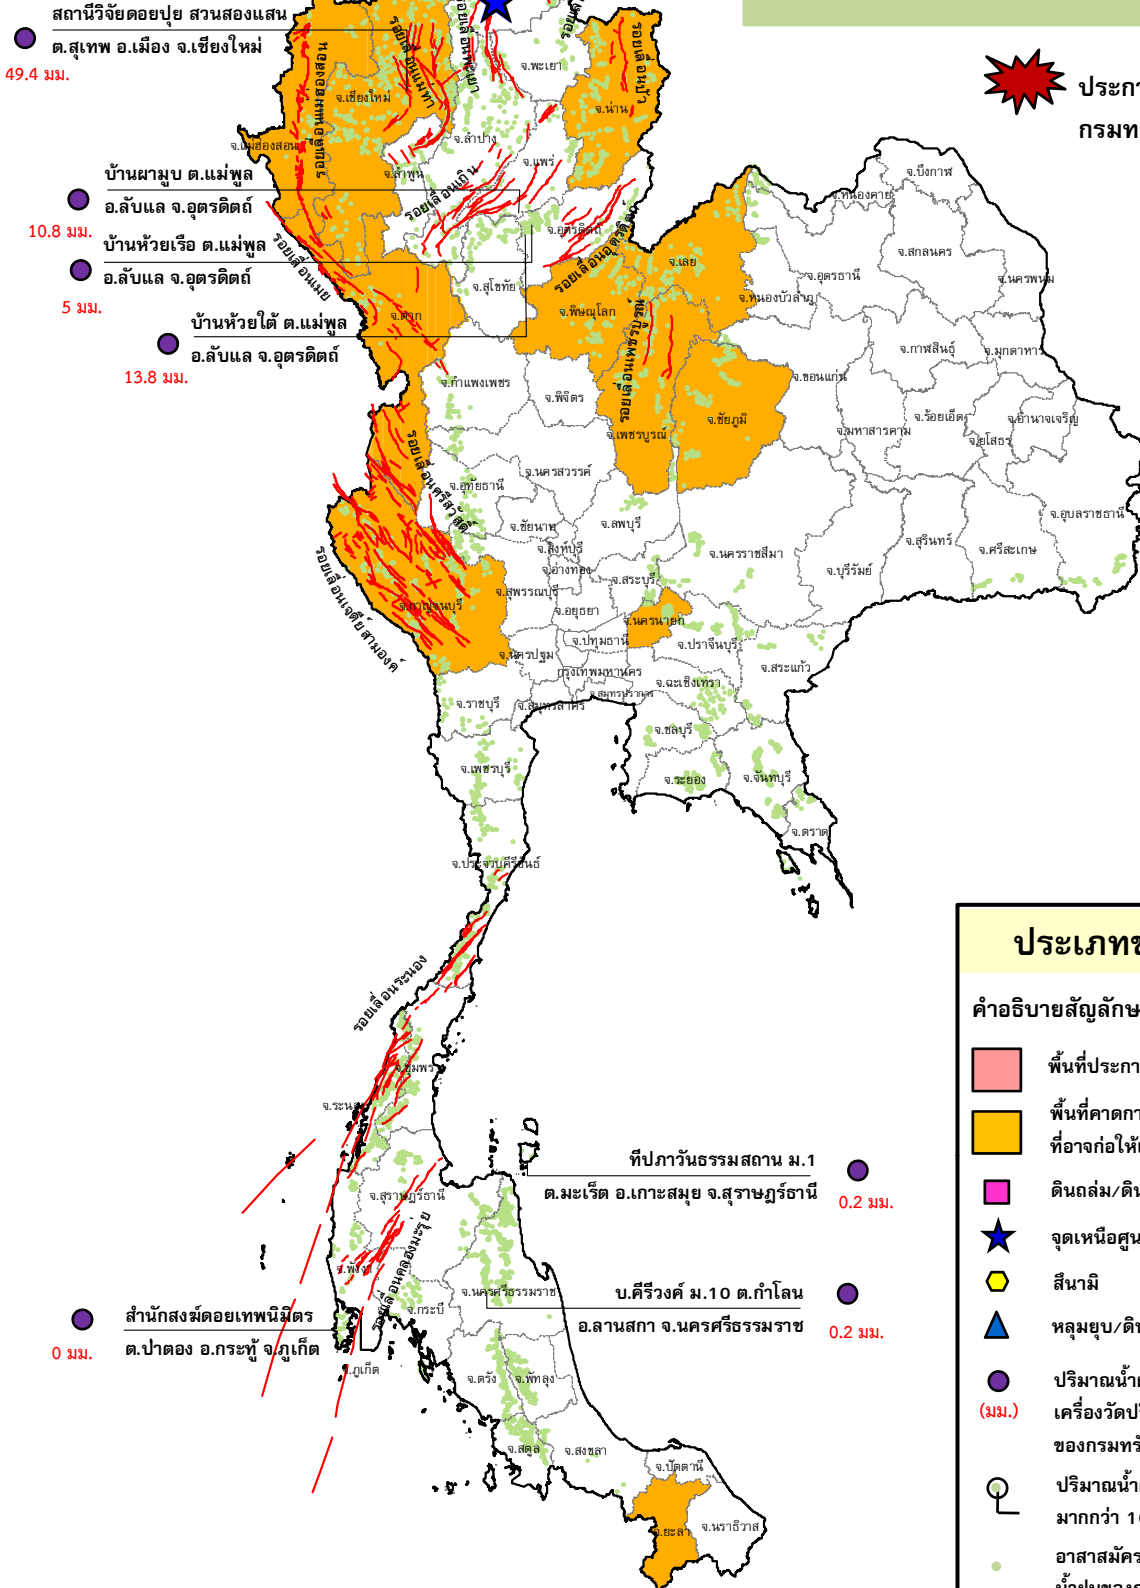 สถานีวิจัยดอยปุย สวนสองแสน
ต.สุเทพ อ.เมือง จ.เชียงใหม่
49.4 มม.
บ้านผามูบ ต.แม่พูล
อ.ลับแล จ.อุตรดิตถ์
10.8 มม.
บ้านห้วยเรือ ต.แม่พูล
อ.ลับแล จ.อุตรดิตถ์
5 มม.
บ้านห้วยใต้ ต.แม่พูล
อ.ลับแล จ.อุตรดิตถ์
13.8 มม.
รอยเลื่อนแม่ฮ่องสอน
รอยเลื่อนแม่ทา
รอยเลื่อนพะเยา
รอยเลื่อนปัว
รอยเลื่อนเถิน
รอยเลื่อนเมย
รอยเลื่อนอุตรดิตถ์
รอยเลื่อนเพชรบูรณ์
รอยเลื่อนศรีสวัสดิ์
รอยเลื่อนเจดีย์สามองค์
รอยเลื่อนระนอง
รอยเลื่อนคลองมะรุ่ย
จ.พะเยา
จ.เชียงใหม่
จ.น่าน
จ.แม่ฮ่องสอน
จ.ลำปาง
จ.แพร่
จ.ลำพูน
จ.อุตรดิตถ์
จ.สุโขทัย
จ.ตาก
จ.พิษณุโลก
จ.เลย
จ.หนองบัวลำภู
จ.หนองคาย
จ.บึงกาฬ
จ.สกลนคร
จ.อุดรธานี
จ.นครพนม
จ.กาฬสินธุ์
จ.มุกดาหาร
จ.ขอนแก่น
จ.กำแพงเพชร
จ.พิจิตร
จ.เพชรบูรณ์
จ.ชัยภูมิ
จ.มหาสารคาม
จ.ร้อยเอ็ด
จ.ยโสธร
จ.อำนาจเจริญ
จ.นครสวรรค์
จ.อุทัยธานี
จ.ชัยนาท
จ.ลพบุรี
จ.สิงห์บุรี
จ.อ่างทอง
จ.สระบุรี
จ.นครราชสีมา
จ.บุรีรัมย์
จ.สุรินทร์
จ.ศรีสะเกษ
จ.อุบลราชธานี
จ.กาญจนบุรี
จ.สุพรรณบุรี
จ.อยุธยา
จ.นครนายก
จ.ปทุมธานี
จ.ปราจีนบุรี
จ.นครปฐม
กรุงเทพมหานคร
จ.สระแก้ว
จ.ฉะเชิงเทรา
จ.สมุทรปราการ
จ.ราชบุรี
จ.สมุทรสาคร
จ.ชลบุรี
จ.เพชรบุรี
จ.ระยอง
จ.จันทบุรี
จ.ตราด
จ.ประจวบคีรีขันธ์
จ.ชุมพร
จ.ระนอง
จ.สุราษฎร์ธานี
จ.พังงา
จ.กระบี่
จ.นครศรีธรรมราช
จ.ภูเก็ต
จ.ตรัง
จ.พัทลุง
จ.สตูล
จ.สงขลา
จ.ปัตตานี
จ.ยะลา
จ.นราธิวาส
ทีปภาวันธรรมสถาน ม.1
ต.มะเร็ต อ.เกาะสมุย จ.สุราษฎร์ธานี
0.2 มม.
บ.คีรีวงค์ ม.10 ต.กำโลน
อ.ลานสกา จ.นครศรีธรรมราช
0.2 มม.
สำนักสงฆ์ดอยเทพนิมิตร
ต.ป่าตอง อ.กระทู้ จ.ภูเก็ต
0 มม.
ประกา
กรมท
ประเภทข
คำอธิบายสัญลักษ
พื้นที่ประกา
พื้นที่คาดกา
ที่อาจก่อให้เ
ดินถล่ม/ดิน
จุดเหนือศูน
สึนามิ
หลุมยุบ/ดิน
ปริมาณน้ำ
(มม.)
เครื่องวัดป
ของกรมทรั
ปริมาณน้ำ
มากกว่า 1
อาสาสมัคร